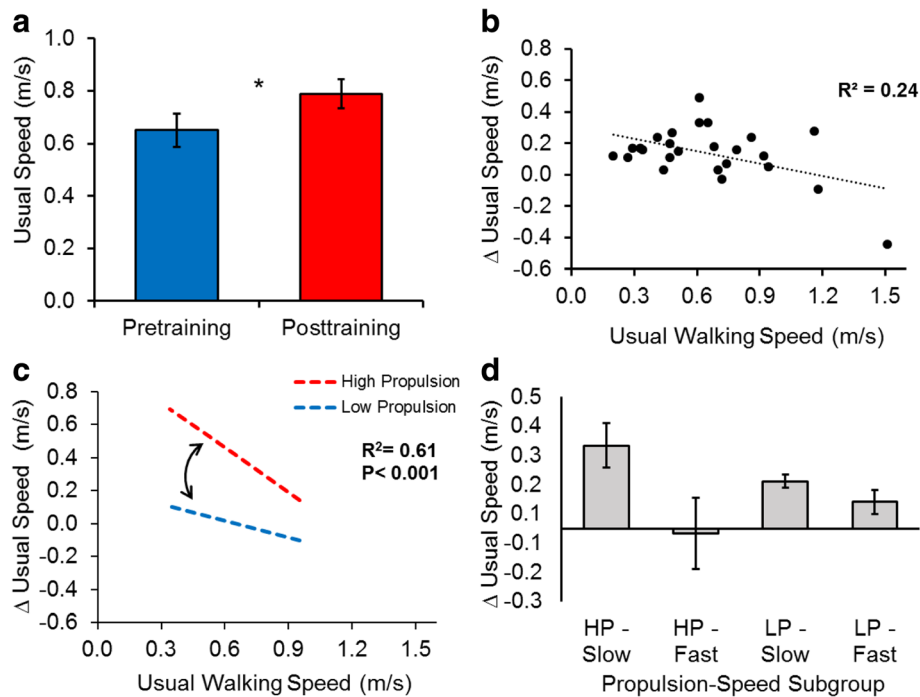 a
Usual Speed (m/s)
1.0
0.8
0.6
0.4
0.2
0.0
*
Pretraining
Posttraining
b
Δ Usual Speed (m/s)
0.8
0.6
0.4
0.2
0.0
-0.2
-0.4
-0.6
R² = 0.24
0.0 0.3 0.6 0.9 1.2 1.5
Usual Walking Speed (m/s)
c
Δ Usual Speed (m/s)
0.8
0.6
0.4
0.2
0.0
-0.2
-0.4
-0.6
High Propulsion
Low Propulsion
R²= 0.61
P< 0.001
0.0 0.3 0.6 0.9 1.2 1.5
Usual Walking Speed (m/s)
d
Δ Usual Speed (m/s)
0.5
0.3
0.2
0.1
-0.1
-0.2
-0.3
HP - Slow
HP - Fast
LP - Slow
LP - Fast
Propulsion-Speed Subgroup